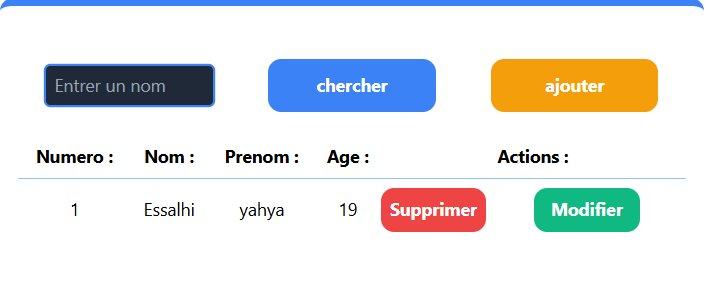 Entrer un nom chercher ajouter
Numero : Nom : Prenom : Age : Actions :
1 Essalhi yahya 19 Supprimer Modifier